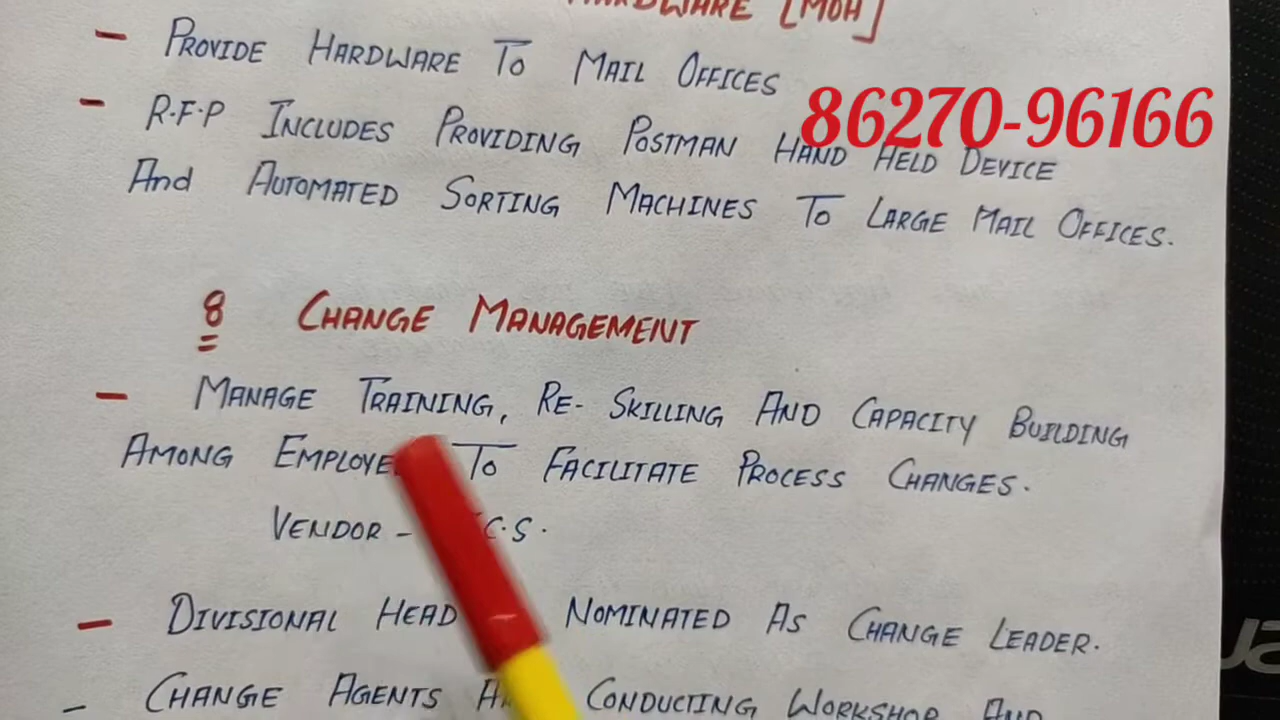 HARDWARE [MOH]
- PROVIDE HARDWARE TO MAIL OFFICES
86270-96166
- R.F.P INCLUDES PROVIDING POSTMAN HAND HELD DEVICE
And AUTOMATED SORTING MACHINES TO LARGE MAIL OFFICES.
8 CHANGE MANAGEMENT
- MANAGE TRAINING, RE-SKILLING AND CAPACITY BUILDING
AMONG TO FACILITATE PROCESS CHANGES.
VENDOR - C.S.
- DIVISIONAL HEAD NOMINATED AS CHANGE LEADER.
- CHANGE AGENTS CONDUCTING WORKSHOP AND